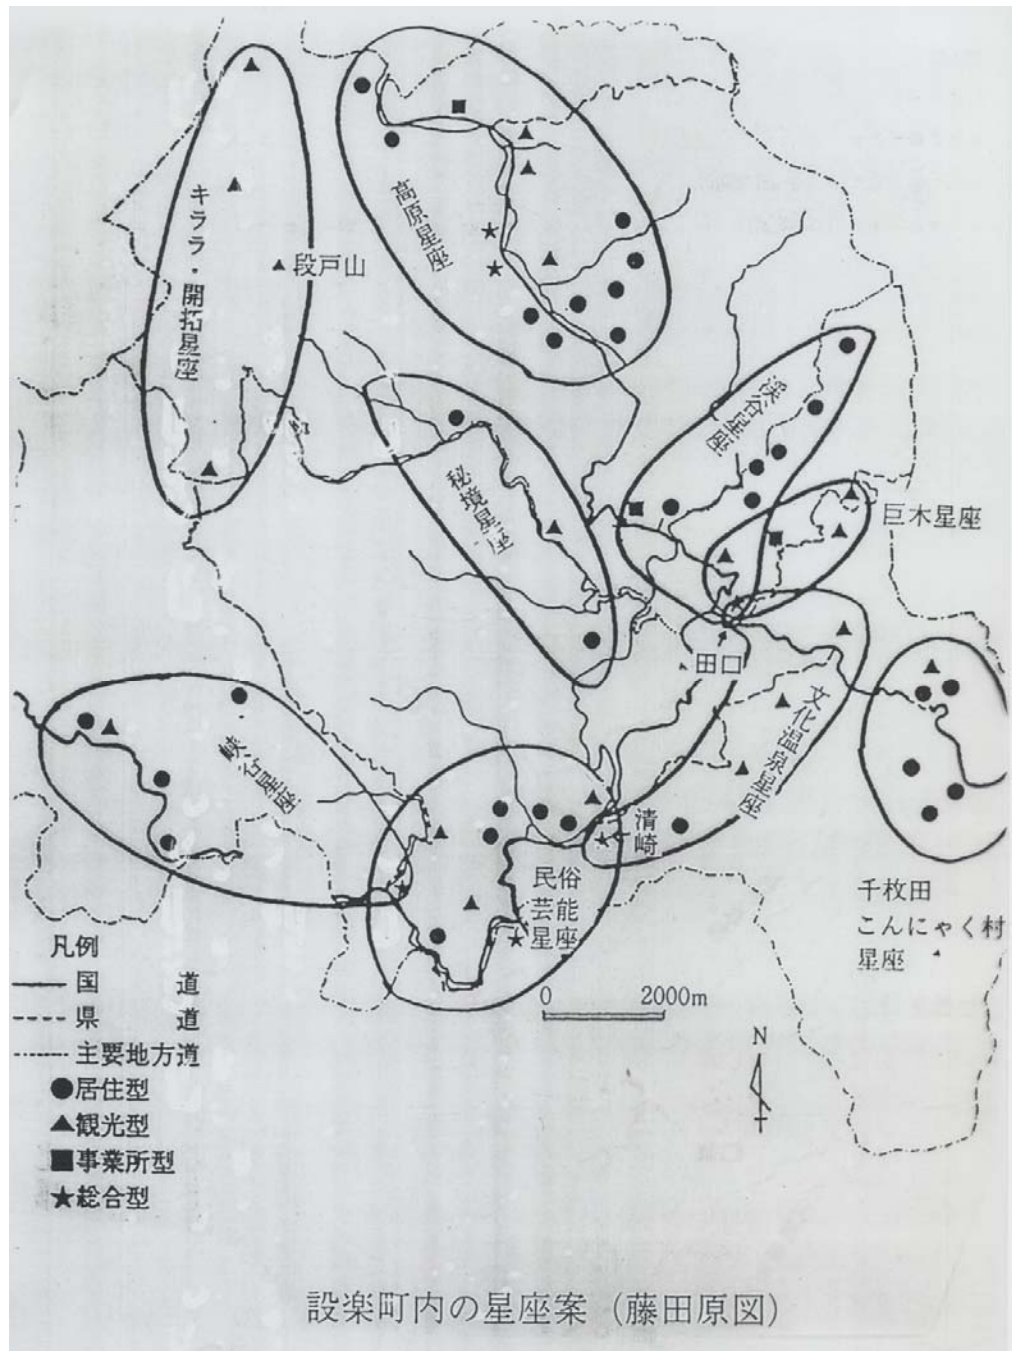 高原星座
キララ・開拓星座
段戸山
渓谷星座
秘境星座
巨木星座
田口
文化温泉星座
峡谷星座
清崎
民俗
芸能
星座
千枚田
こんにゃく村
星座
凡例
国　　道
県　　道
主要地方道
●居住型
▲観光型
■事業所型
★総合型
0　2000m
N
設楽町内の星座案（藤田原図）